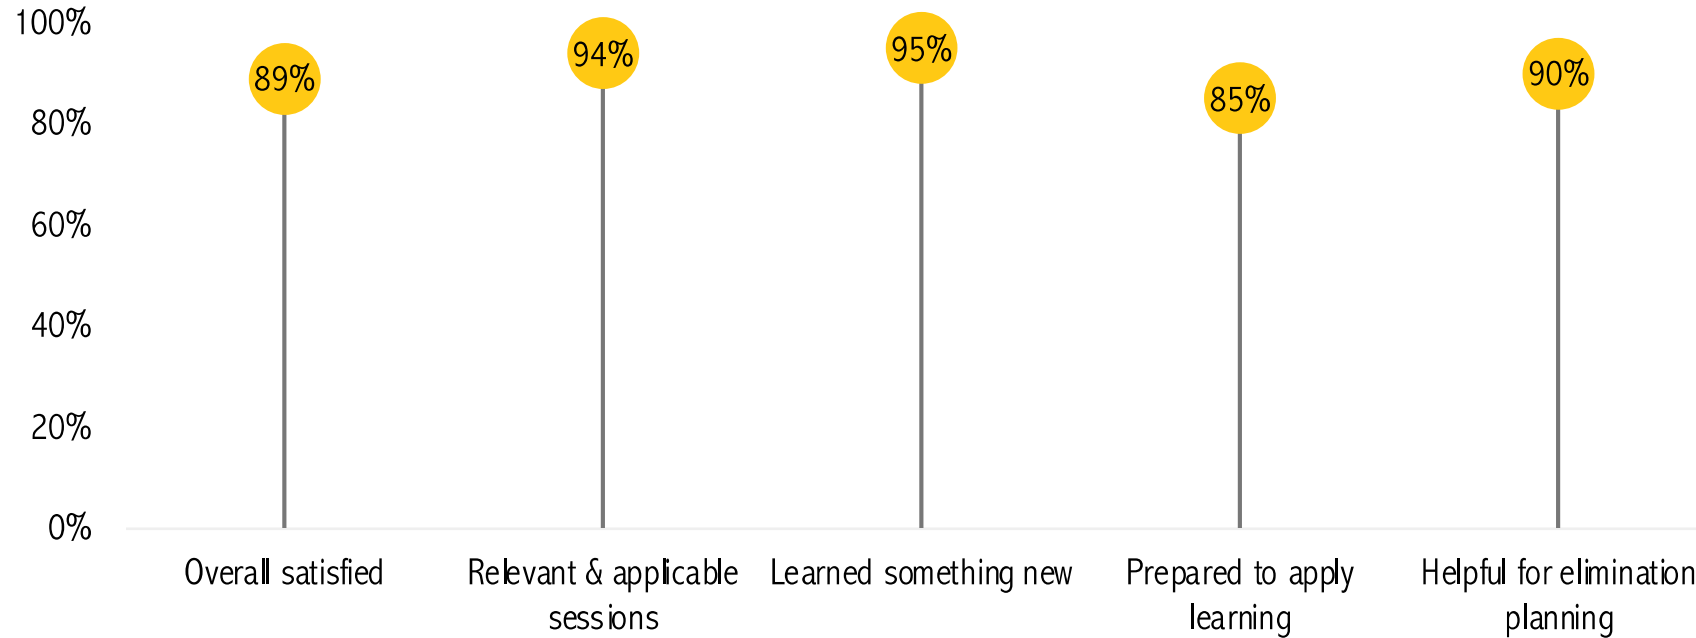 100%
80%
60%
40%
20%
0%
89%
94%
95%
85%
90%
Overall satisfied
Relevant & applicable
sessions
Learned something new
Prepared to apply
learning
Helpful for elimination
planning